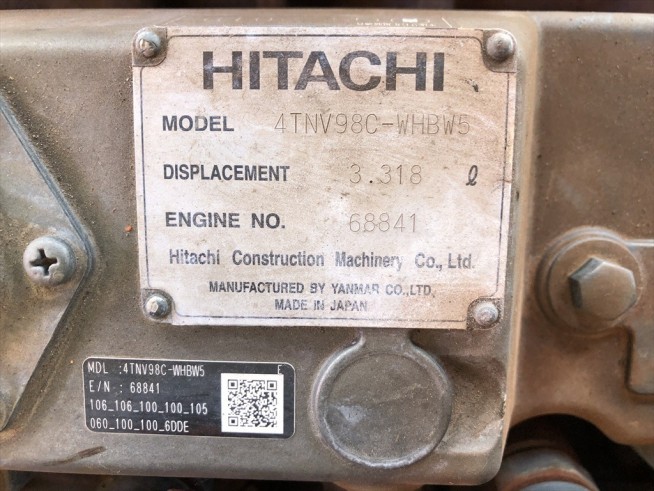 HITACHI
MODEL 4TNV98C-WHBW5
DISPLACEMENT 3.318 ℓ
ENGINE NO. 68841
Hitachi Construction Machinery Co., Ltd.
MANUFACTURED BY YANMAR CO.,LTD.
MADE IN JAPAN
MDL :4TNV98C-WHBW5 E
E/N : 68841
106_106_100_100_105
060_100_100_6DDE